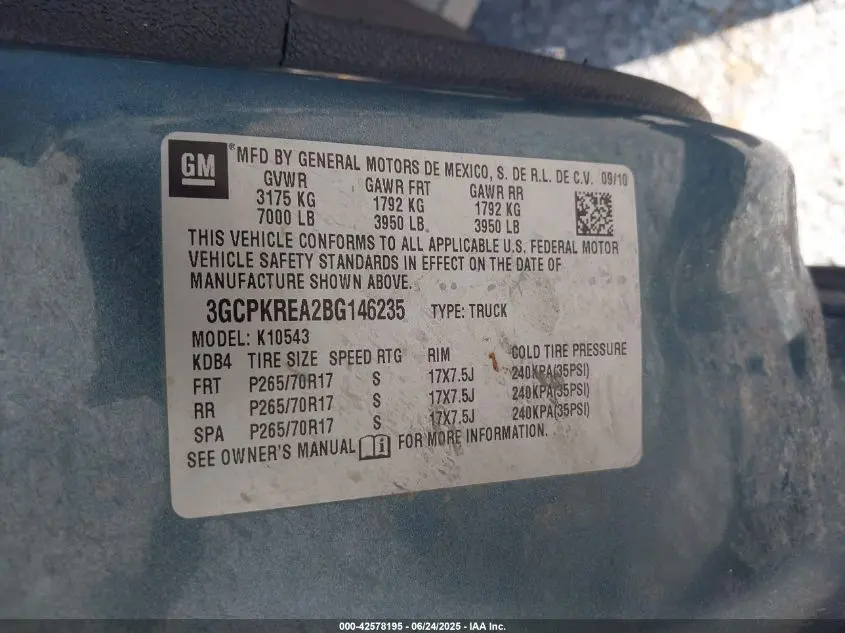 GM
MFD BY GENERAL MOTORS DE MEXICO, S. DE R.L. DE C.V. 09/10
GVWR GAWR FRT GAWR RR
3175 KG 1792 KG 1792 KG
7000 LB 3950 LB 3950 LB
THIS VEHICLE CONFORMS TO ALL APPLICABLE U.S. FEDERAL MOTOR
VEHICLE SAFETY STANDARDS IN EFFECT ON THE DATE OF
MANUFACTURE SHOWN ABOVE.
3GCPKREA2BG146235 TYPE: TRUCK
MODEL: K10543
KDB4 TIRE SIZE SPEED RTG RIM COLD TIRE PRESSURE
FRT P265/70R17 S 17X7.5J 240KPA(35PSI)
RR P265/70R17 S 17X7.5J 240KPA(35PSI)
SPA P265/70R17 S 17X7.5J 240KPA(35PSI)
SEE OWNER'S MANUAL FOR MORE INFORMATION.
000-42578195 - 06/24/2025 - IAA Inc.